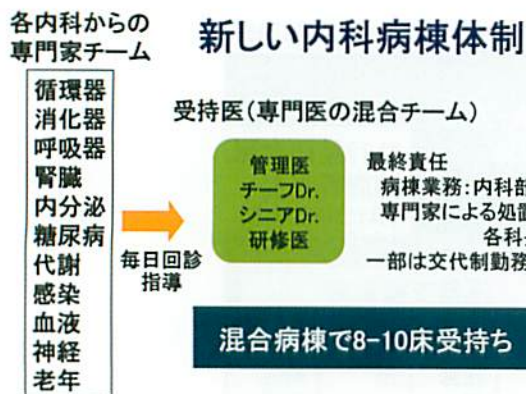 各内科からの
専門家チーム
新しい内科病棟体制
循環器
消化器
呼吸器
腎臓
内分泌
糖尿病
代謝
感染
血液
神経
老年
毎日回診
指導
受持医(専門医の混合チーム)
管理医
チーフDr.
シニアDr.
研修医
最終責任
病棟業務:内科部
専門家による処置
各科
一部は交代制勤務
混合病棟で8-10床受持ち